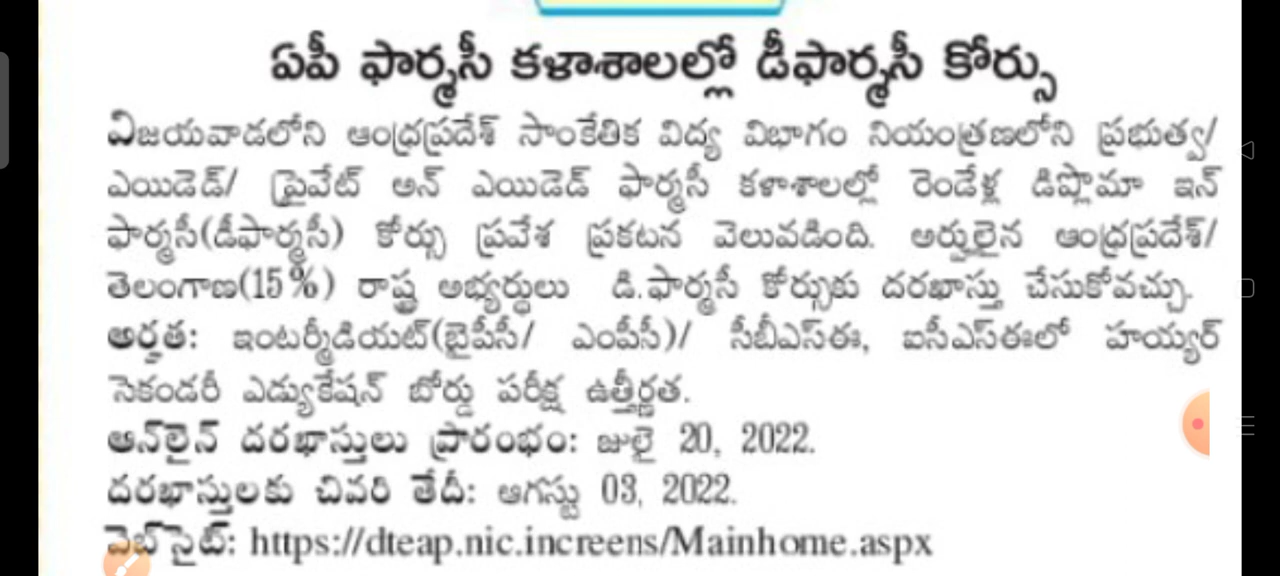 ఏపీ ఫార్మసీ కళాశాలల్లో డీఫార్మసీ కోర్సు
విజయవాడలోని ఆంధ్రప్రదేశ్ సాంకేతిక విద్య విభాగం నియంత్రణలోని ప్రభుత్వ/
ఎయిడెడ్/ ప్రైవేట్ అన్ ఎయిడెడ్ ఫార్మసీ కళాశాలల్లో రెండేళ్ల డిప్లొమా ఇన్
ఫార్మసీ(డీఫార్మసీ) కోర్సు ప్రవేశ ప్రకటన వెలువడింది. అర్హులైన ఆంధ్రప్రదేశ్/
తెలంగాణ(15%) రాష్ట్ర అభ్యర్థులు డి.ఫార్మసీ కోర్సుకు దరఖాస్తు చేసుకోవచ్చు.
అర్హత: ఇంటర్మీడియట్(బైపీసీ/ ఎంపీసీ)/ సీబీఎస్ఈ, ఐసీఎస్ఈలో హయ్యర్
సెకండరీ ఎడ్యుకేషన్ బోర్డు పరీక్ష ఉత్తీర్ణత.
ఆన్‌లైన్ దరఖాస్తులు ప్రారంభం: జులై 20, 2022.
దరఖాస్తులకు చివరి తేదీ: ఆగస్టు 03, 2022.
వెబ్‌సైట్: https://dteap.nic.increens/Mainhome.aspx